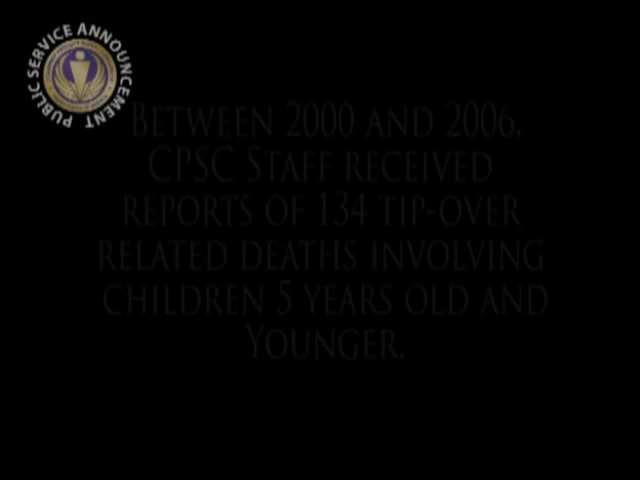 PUBLIC SERVICE ANNOUNCEMENT
BETWEEN 2000 AND 2006,
CPSC STAFF RECEIVED
REPORTS OF 134 TIP-OVER
RELATED DEATHS INVOLVING
CHILDREN 5 YEARS OLD AND
YOUNGER.